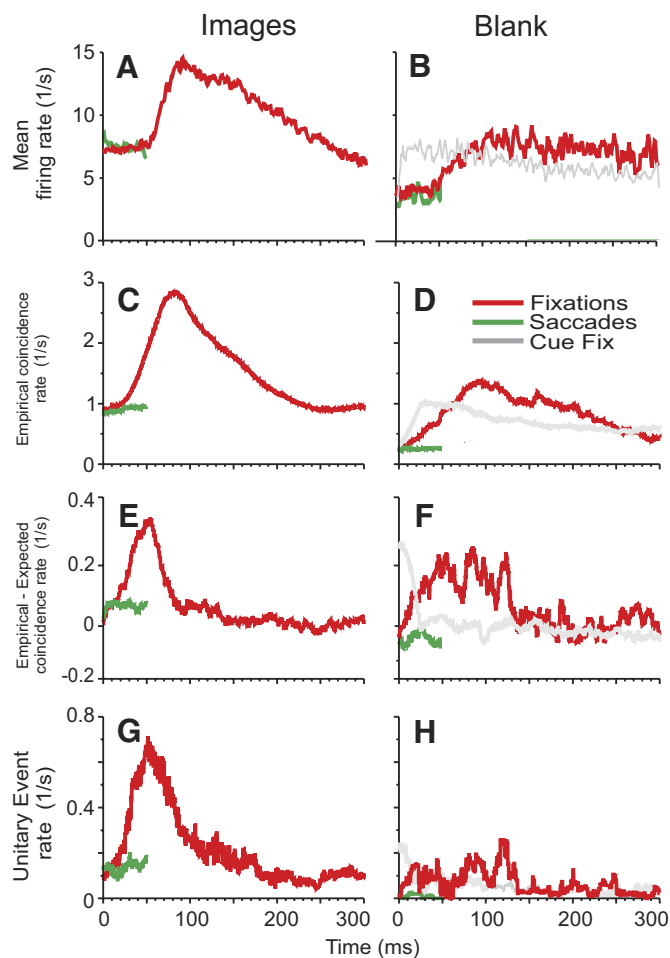 Images Blank
A B
Mean
firing rate (1/s)
15
10
5
0
C D
Empirical coincidence
rate (1/s)
3
2
1
0
Fixations
Saccades
Cue Fix
E F
Empirical - Expected
coincidence rate (1/s)
0.4
0.2
0
-0.2
G H
Unitary Event
rate (1/s)
0.8
0.4
0
0 100 200 300 0 100 200 300
Time (ms)